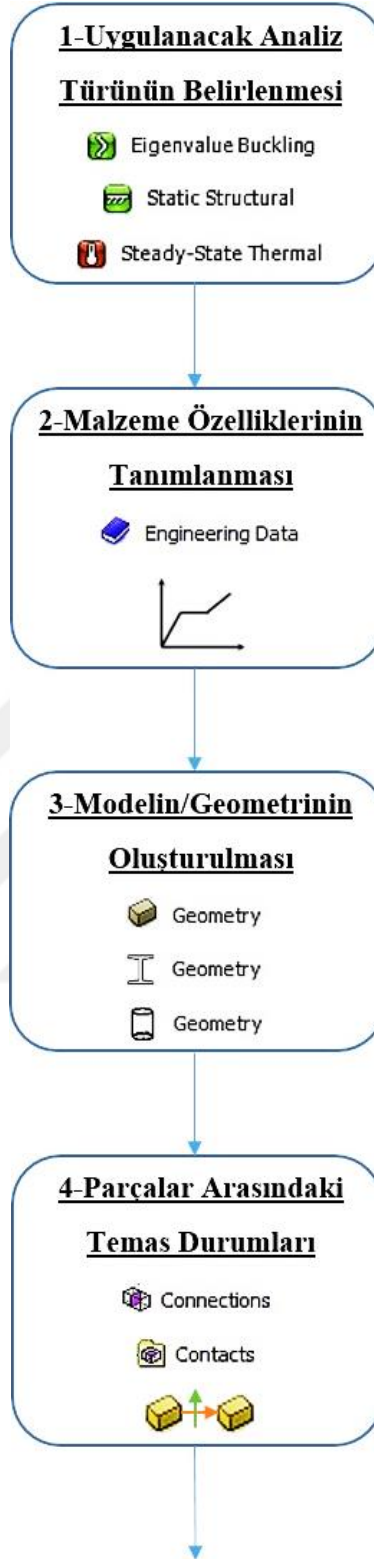 1-Uygulanacak Analiz
Türünün Belirlenmesi
Eigenvalue Buckling
Static Structural
Steady-State Thermal
2-Malzeme Özelliklerinin
Tanımlanması
Engineering Data
3-Modelin/Geometrinin
Oluşturulması
Geometry
Geometry
Geometry
4-Parçalar Arasındaki
Temas Durumları
Connections
Contacts